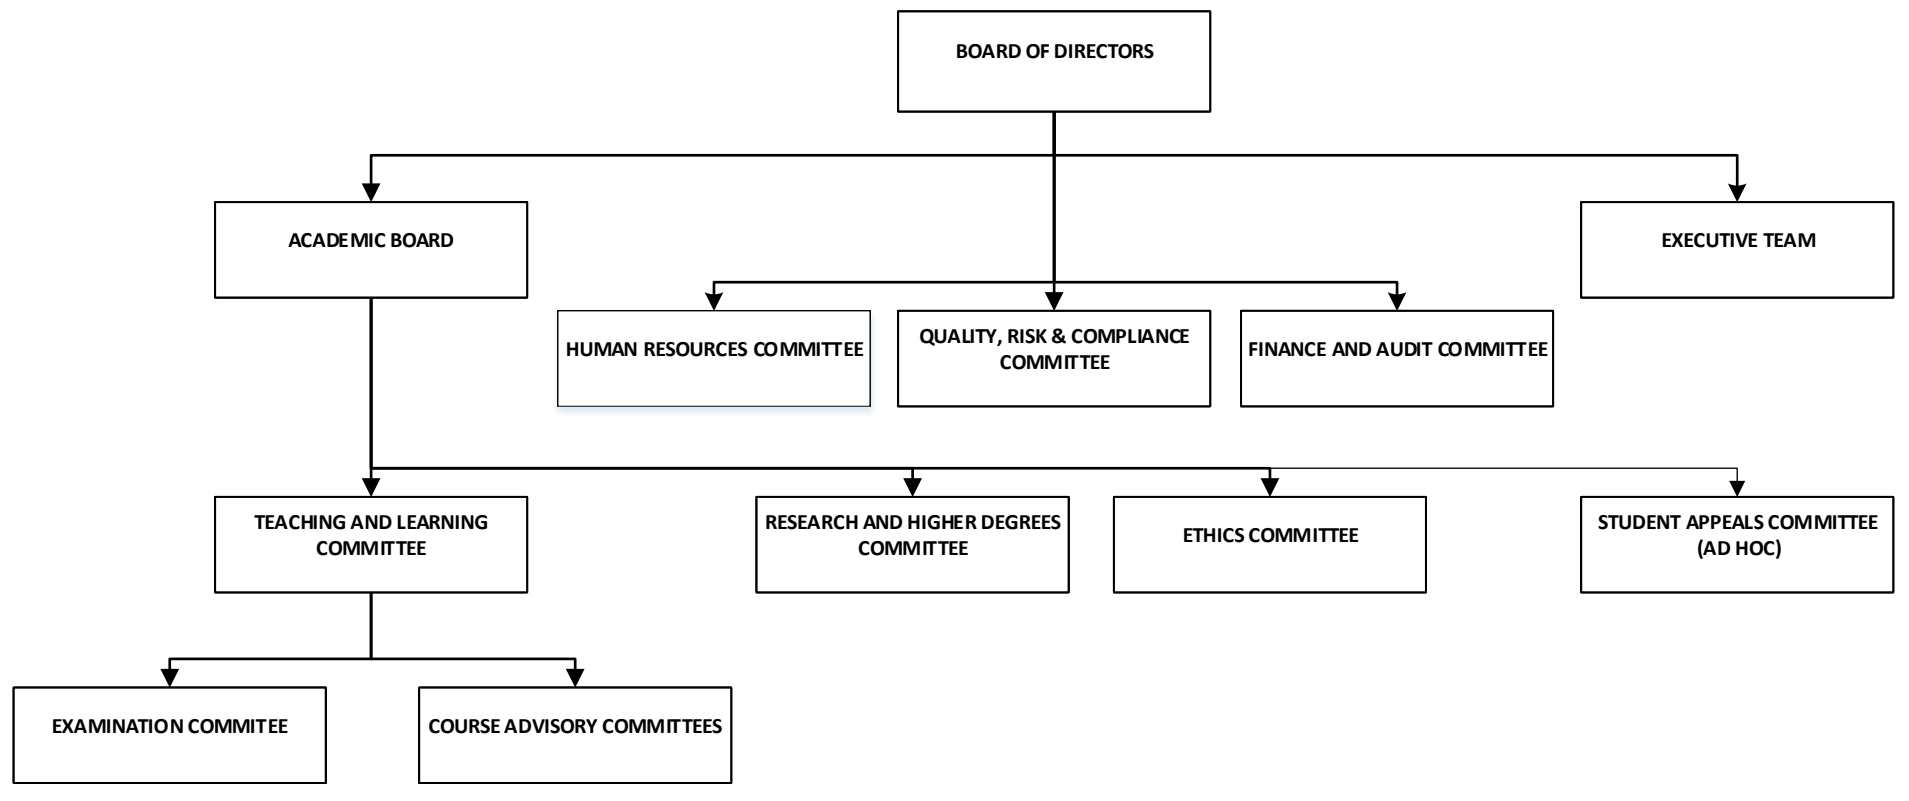 BOARD OF DIRECTORS
ACADEMIC BOARD
EXECUTIVE TEAM
HUMAN RESOURCES COMMITTEE
QUALITY, RISK & COMPLIANCE
COMMITTEE
FINANCE AND AUDIT COMMITTEE
TEACHING AND LEARNING
COMMITTEE
RESEARCH AND HIGHER DEGREES
COMMITTEE
ETHICS COMMITTEE
STUDENT APPEALS COMMITTEE
(AD HOC)
EXAMINATION COMMITEE
COURSE ADVISORY COMMITTEES